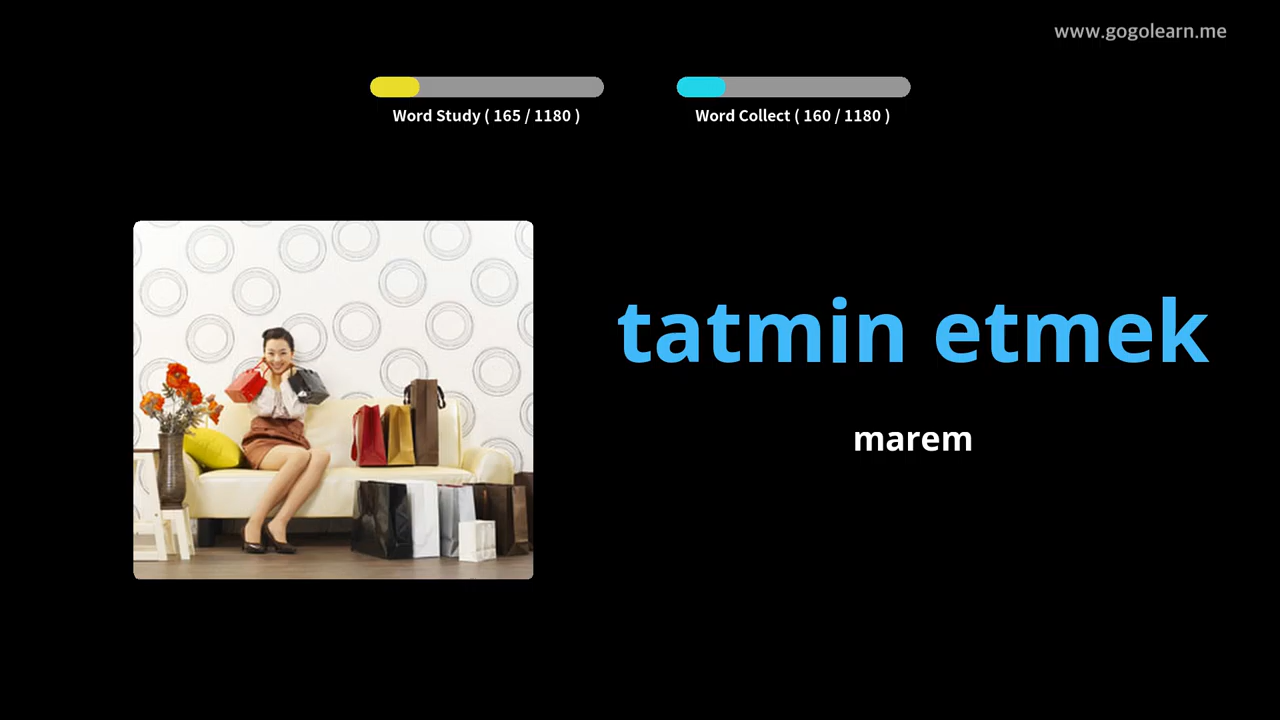 www.gogolearn.me
Word Study ( 165 / 1180 )
Word Collect ( 160 / 1180 )
tatmin etmek
marem